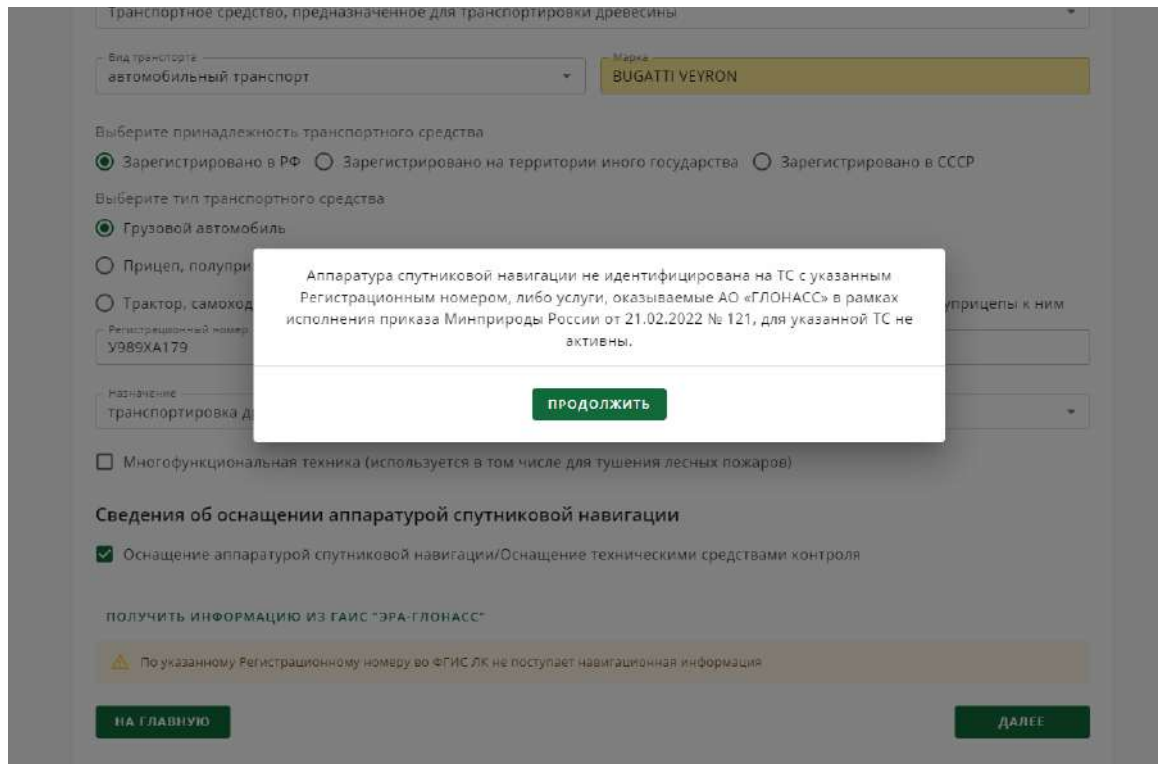 Транспортное средство, предназначенное для транспортировки древесины
Вид транспорта
автомобильный транспорт
Марка
BUGATTI VEYRON
Выберите принадлежность транспортного средства
Зарегистрировано в РФ Зарегистрировано на территории иного государства Зарегистрировано в СССР
Выберите тип транспортного средства
Грузовой автомобиль
Прицеп, полупри
Аппаратура спутниковой навигации не идентифицирована на ТС с указанным
Регистрационным номером, либо услуги, оказываемые АО «ГЛОНАСС» в рамках
исполнения приказа Минприроды России от 21.02.2022 № 121, для указанной ТС не
активны.
ПРОДОЛЖИТЬ
Трактор, самоход
уприцепы к ним
Регистрационный номер
У989ХА179
Назначение
транспортировка д
Многофункциональная техника (используется в том числе для тушения лесных пожаров)
Сведения об оснащении аппаратурой спутниковой навигации
Оснащение аппаратурой спутниковой навигации/Оснащение техническими средствами контроля
ПОЛУЧИТЬ ИНФОРМАЦИЮ ИЗ ГАИС "ЭРА-ГЛОНАСС"
По указанному Регистрационному номеру во ФГИС ЛК не поступает навигационная информация
НА ГЛАВНУЮ
ДАЛЕЕ